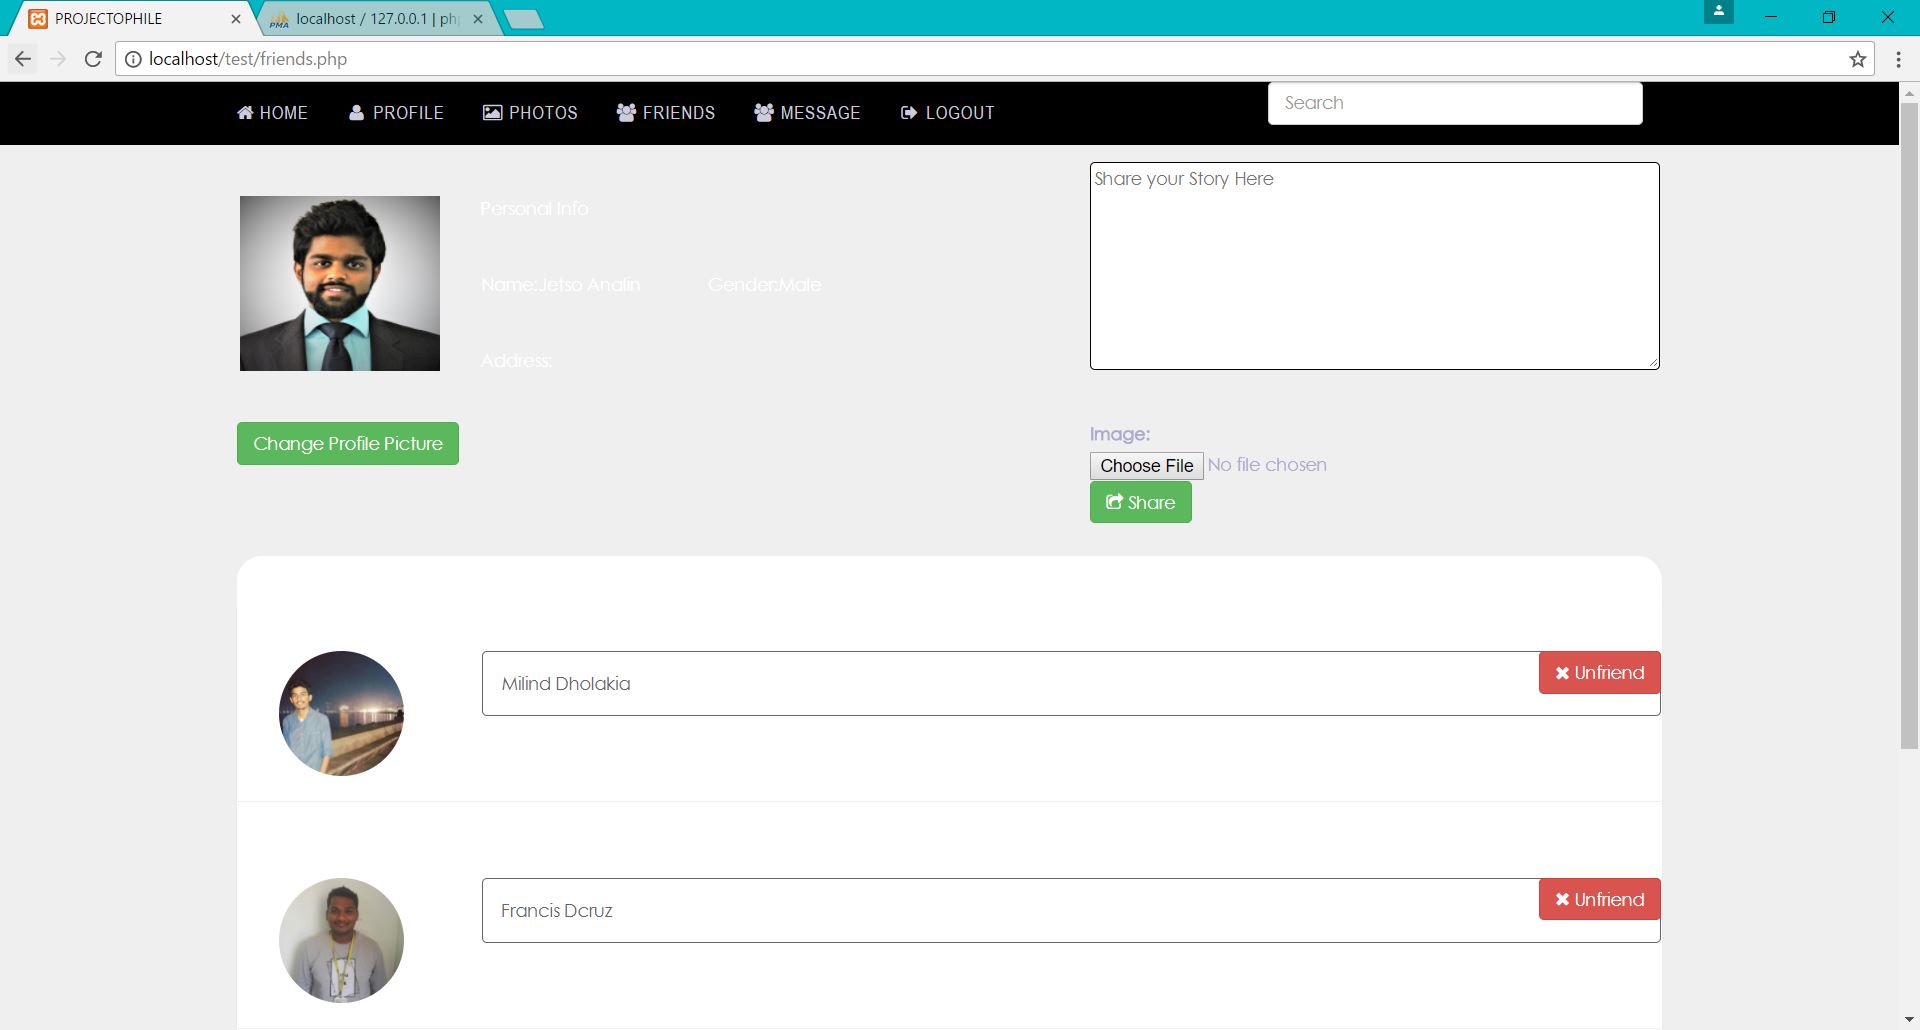 PROJECTOPHILE
localhost / 127.0.0.1 | php
localhost/test/friends.php
HOME PROFILE PHOTOS FRIENDS MESSAGE LOGOUT Search
Share your Story Here
Personal Info
Name:Jetso Analin Gender:Male
Address:
Change Profile Picture
Image:
Choose File No file chosen
Share
Milind Dholakia Unfriend
Francis Dcruz Unfriend